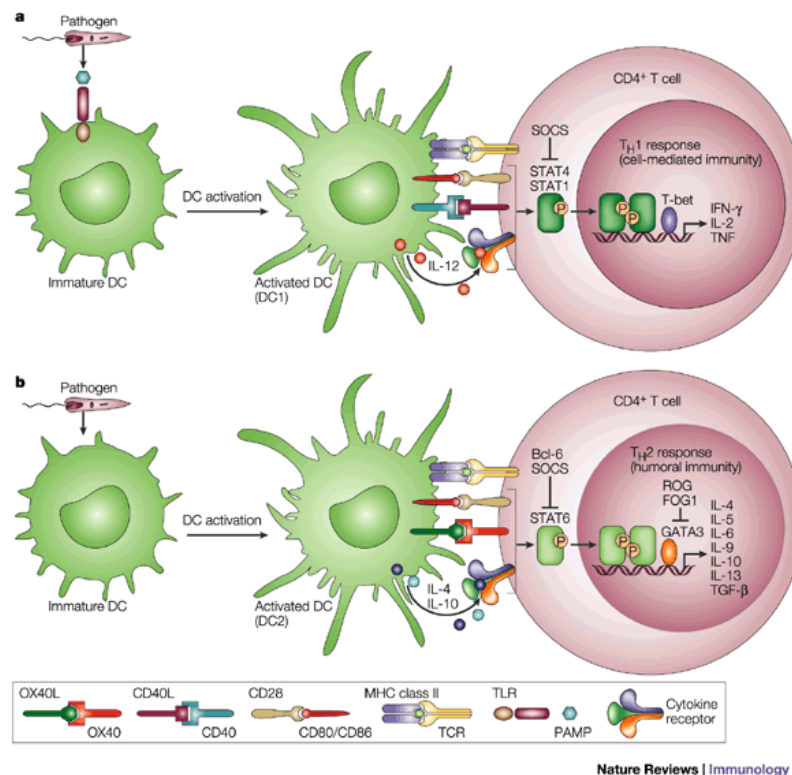 a
Pathogen
Immature DC
DC activation
Activated DC
(DC1)
IL-12
CD4⁺ T cell
SOCS
STAT4
STAT1
P
TH1 response
(cell-mediated immunity)
P
P
T-bet
IFN-γ
IL-2
TNF
b
Pathogen
Immature DC
DC activation
Activated DC
(DC2)
IL-4
IL-10
CD4⁺ T cell
Bcl-6
SOCS
STAT6
P
TH2 response
(humoral immunity)
ROG
FOG1
GATA3
P
P
IL-4
IL-5
IL-6
IL-9
IL-10
IL-13
TGF-β
OX40L
OX40
CD40L
CD40
CD28
CD80/CD86
MHC class II
TCR
TLR
PAMP
Cytokine
receptor
Nature Reviews | Immunology